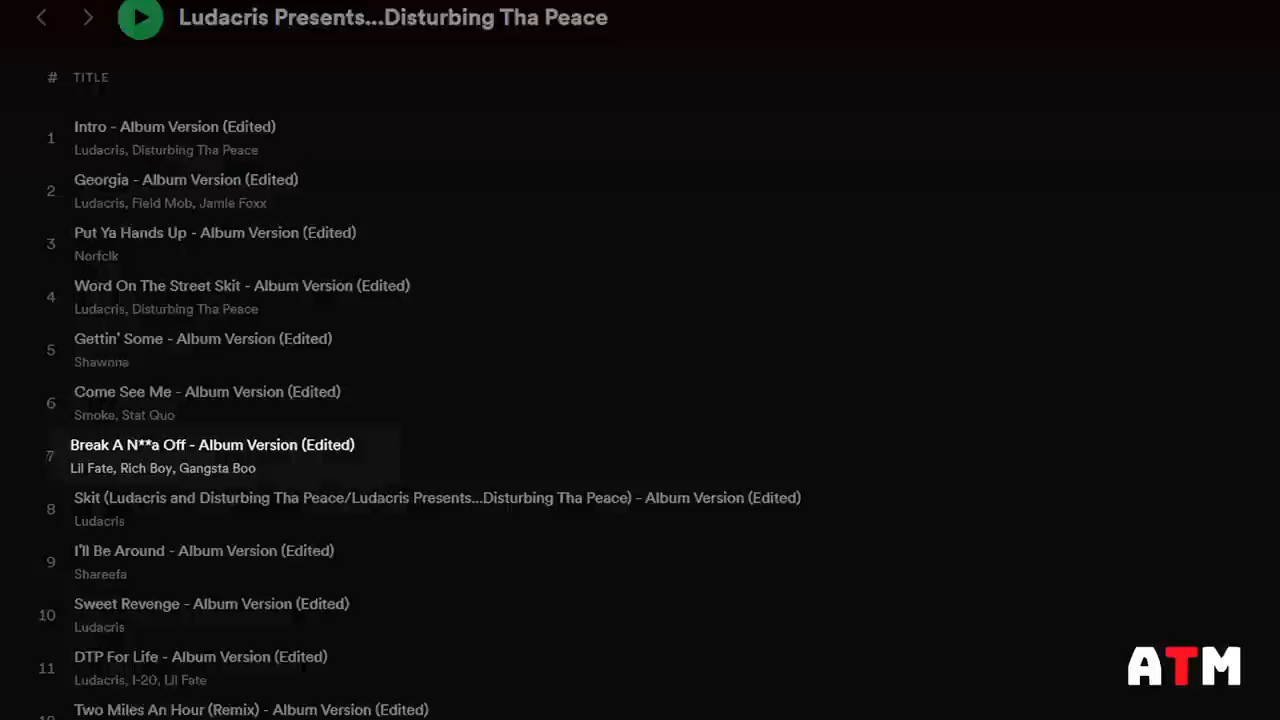 Ludacris Presents...Disturbing Tha Peace
# TITLE
1
Intro - Album Version (Edited)
Ludacris, Disturbing Tha Peace
2
Georgia - Album Version (Edited)
Ludacris, Field Mob, Jamie Foxx
3
Put Ya Hands Up - Album Version (Edited)
Norfclk
4
Word On The Street Skit - Album Version (Edited)
Ludacris, Disturbing Tha Peace
5
Gettin' Some - Album Version (Edited)
Shawnna
6
Come See Me - Album Version (Edited)
Smoke, Stat Quo
7
Break A N**a Off - Album Version (Edited)
Lil Fate, Rich Boy, Gangsta Boo
8
Skit (Ludacris and Disturbing Tha Peace/Ludacris Presents...Disturbing Tha Peace) - Album Version (Edited)
Ludacris
9
I'll Be Around - Album Version (Edited)
Shareefa
10
Sweet Revenge - Album Version (Edited)
Ludacris
11
DTP For Life - Album Version (Edited)
Ludacris, I-20, Lil Fate
Two Miles An Hour (Remix) - Album Version (Edited)
ATM